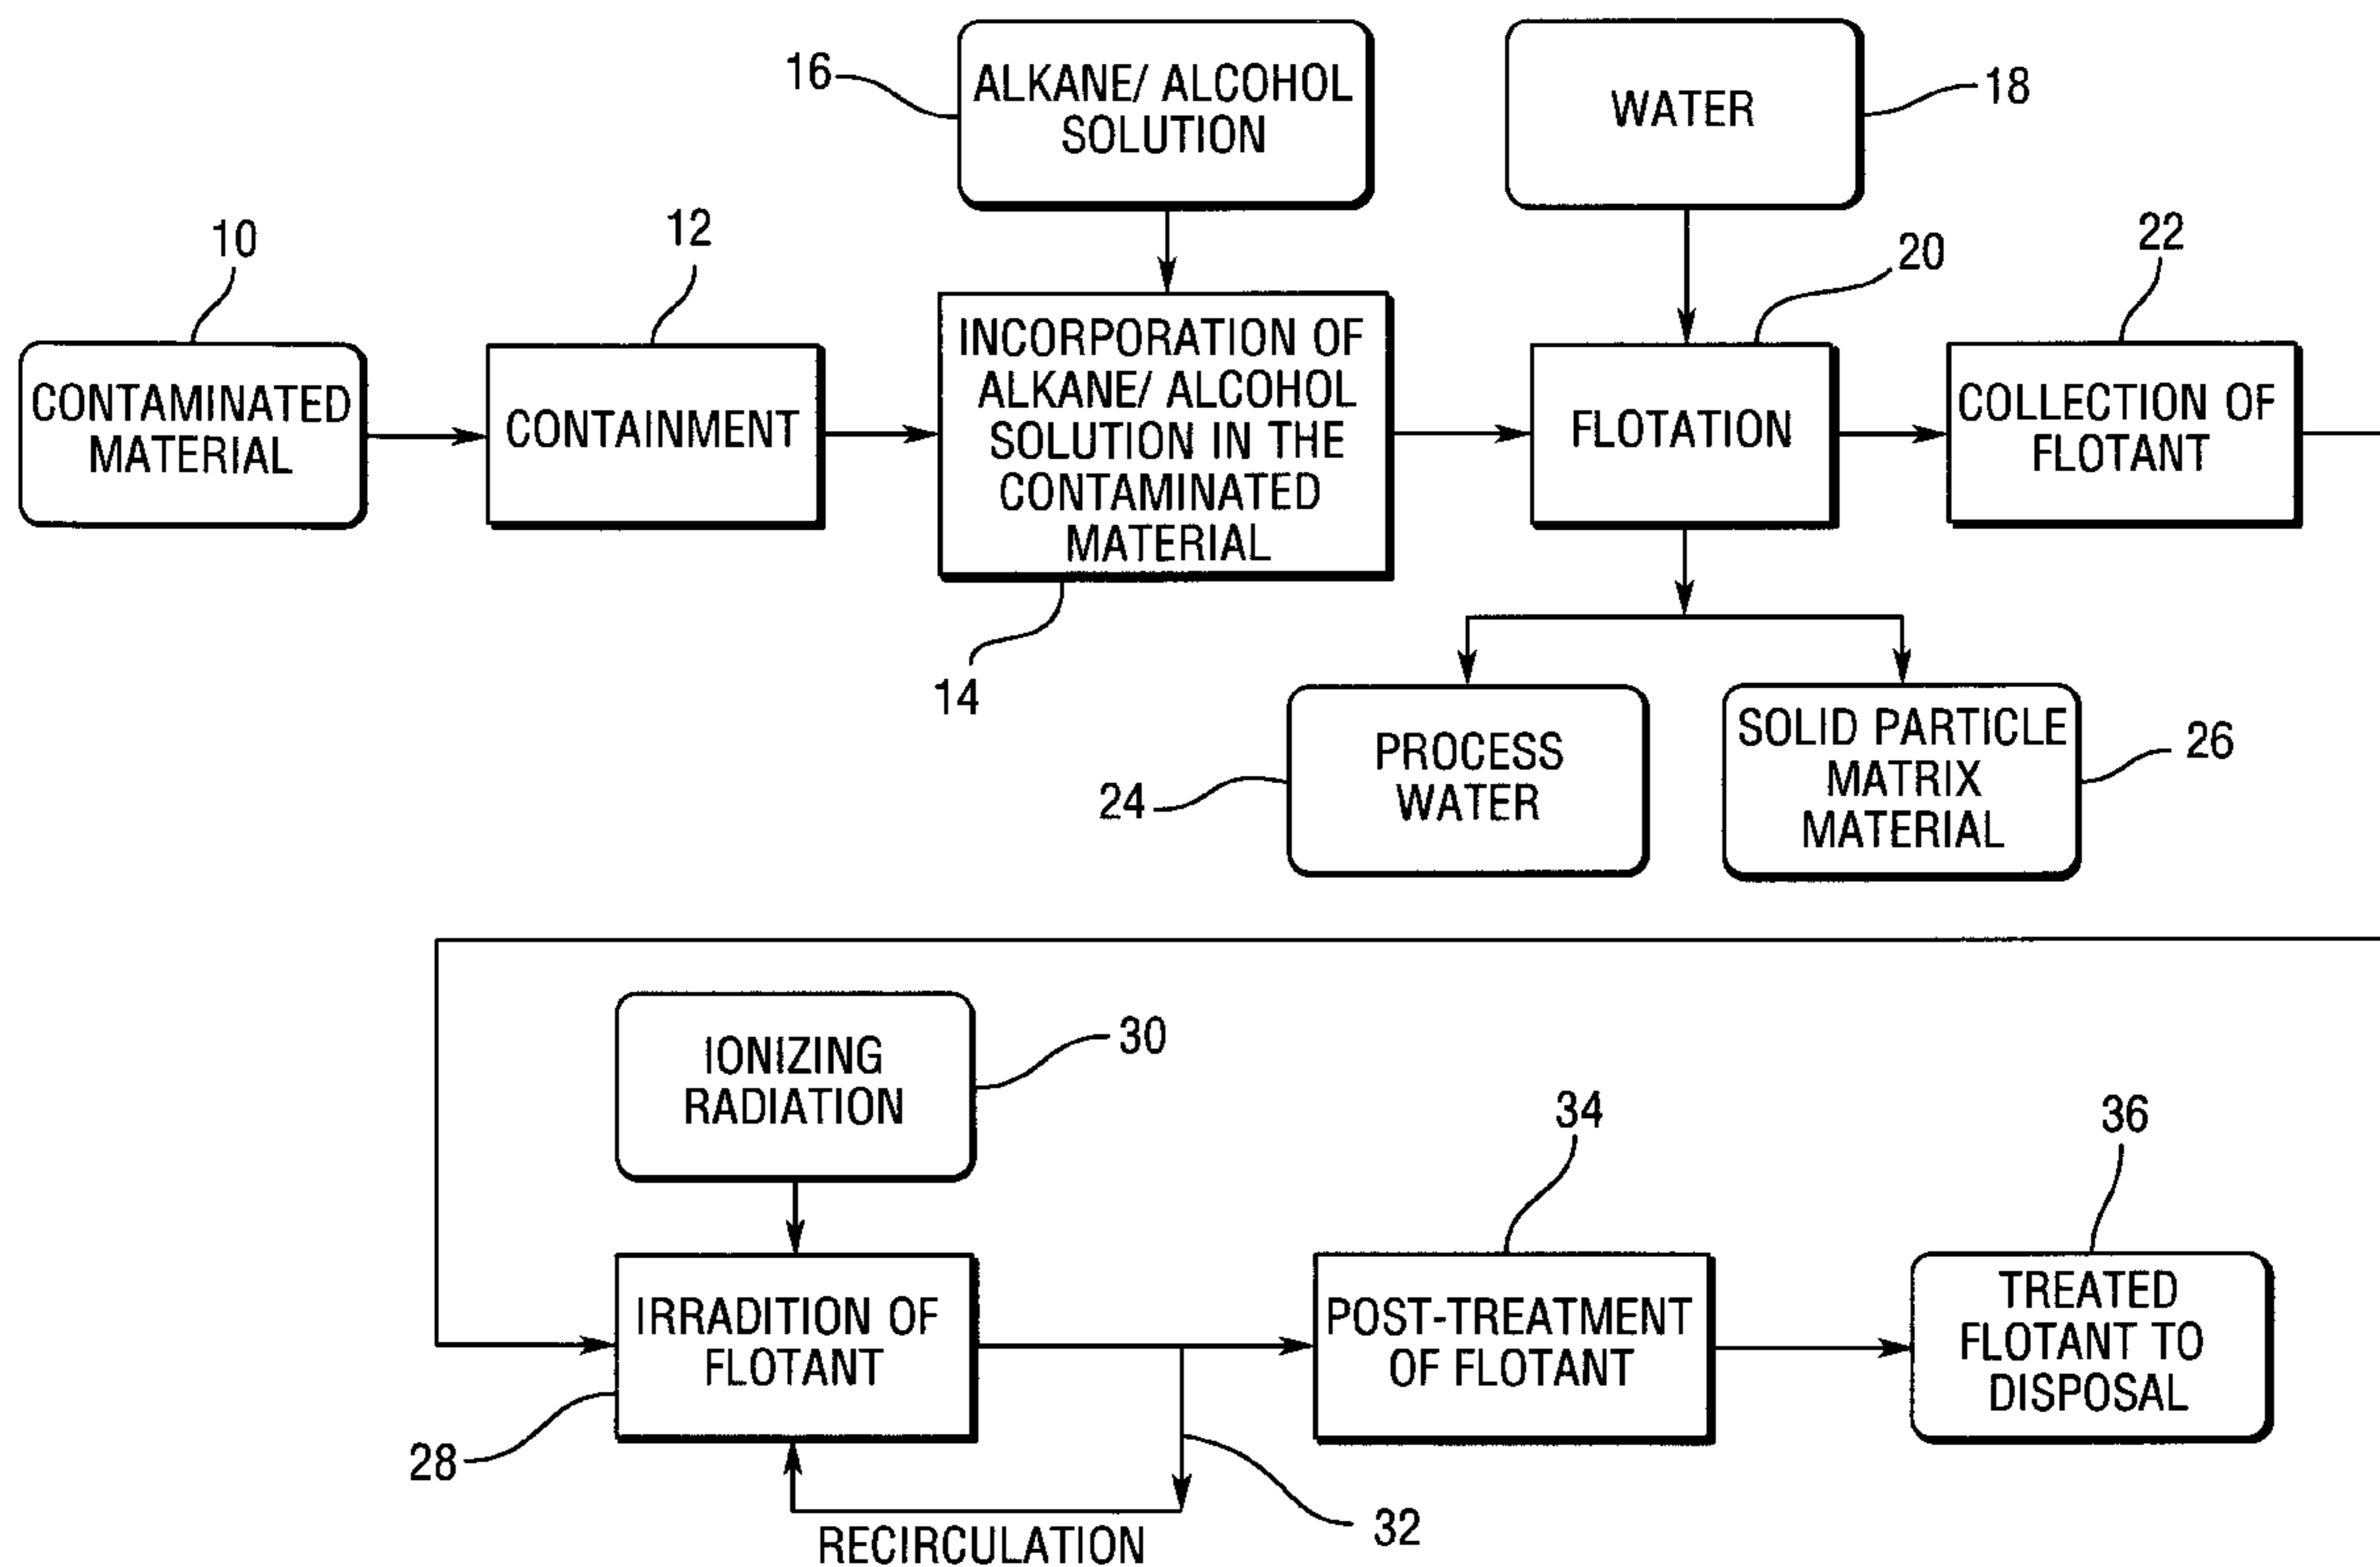 16
ALKANE/ ALCOHOL
SOLUTION
WATER
18
10
12
20
22
CONTAMINATED
MATERIAL
CONTAINMENT
INCORPORATION OF
ALKANE/ ALCOHOL
SOLUTION IN THE
CONTAMINATED
MATERIAL
FLOTATION
COLLECTION OF
FLOTANT
14
24
PROCESS
WATER
SOLID PARTICLE
MATRIX
MATERIAL
26
IONIZING
RADIATION
30
34
36
IRRADITION OF
FLOTANT
POST-TREATMENT
OF FLOTANT
TREATED
FLOTANT TO
DISPOSAL
28
32
RECIRCULATION